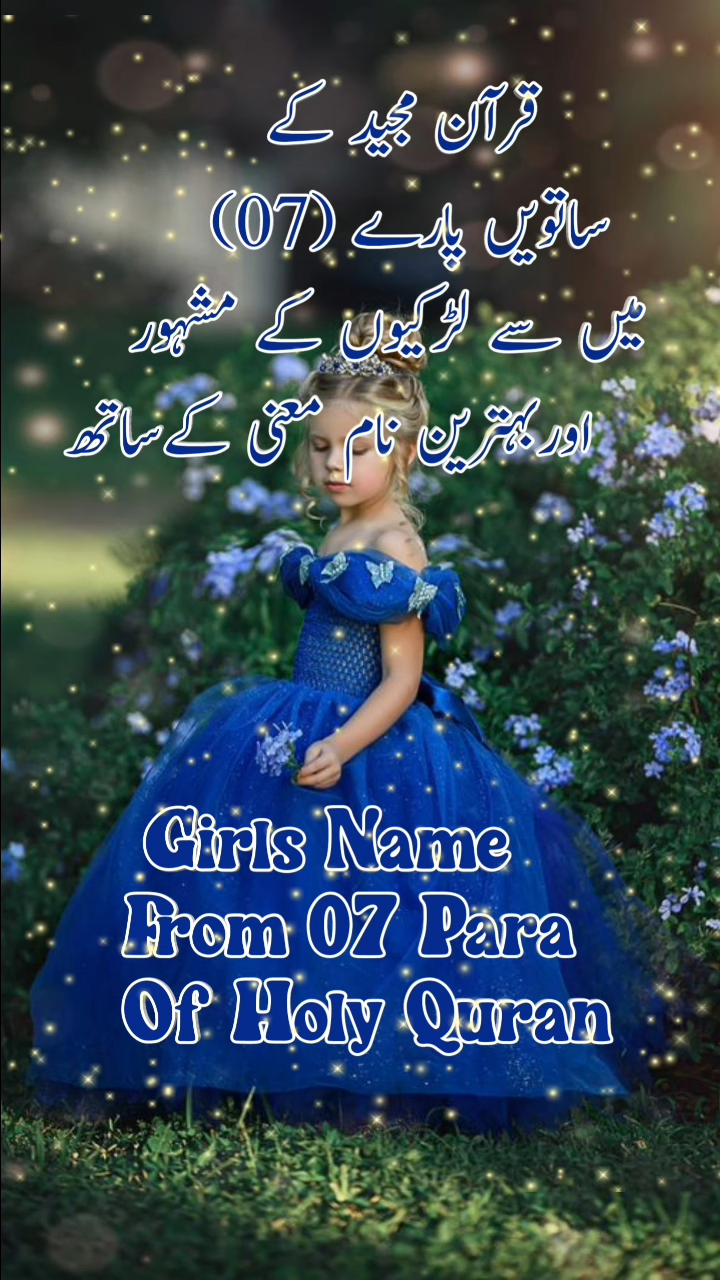 قرآن مجید کے
ساتویں پارے (07)
میں سے لڑکیوں کے مشہور
اور بہترین نام معنی کے ساتھ
Girls Name
From 07 Para
Of Holy Quran